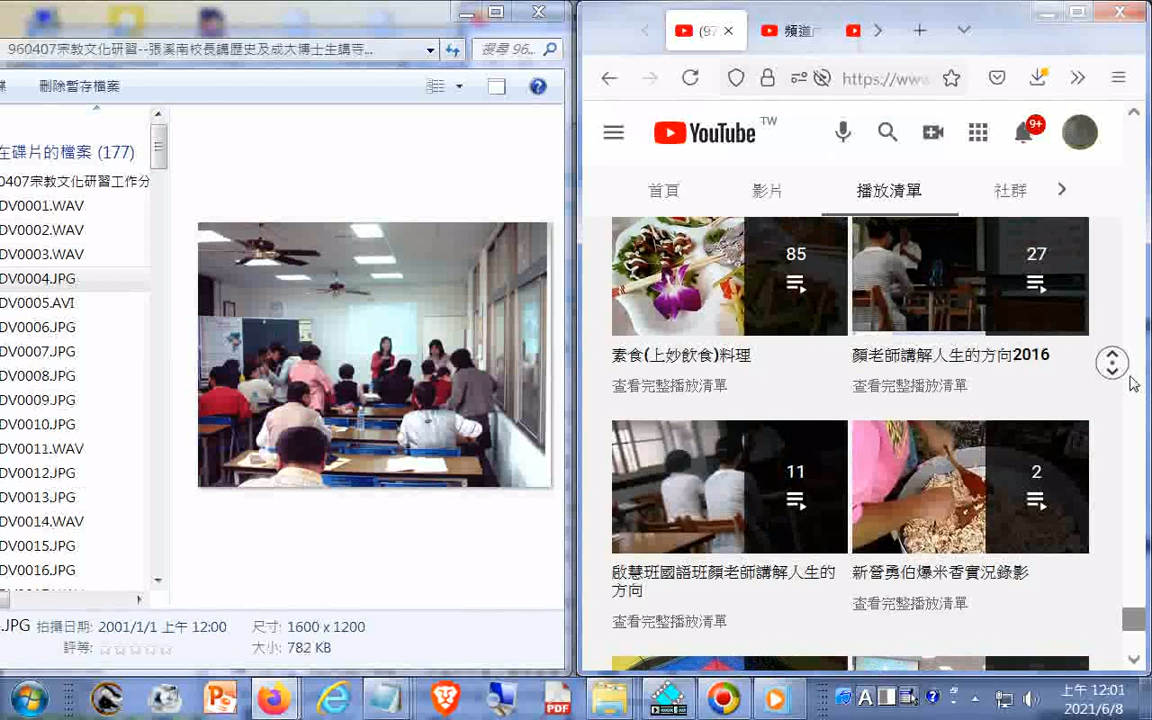 960407宗教文化研習--張溪南校長講歷史及成大博士生講等...
搜尋 96...
刪除暫存檔案
在碟片的檔案 (177)
0407宗教文化研習工作分
DV0001.WAV
DV0002.WAV
DV0003.WAV
DV0004.JPG
DV0005.AVI
DV0006.JPG
DV0007.JPG
DV0008.JPG
DV0009.JPG
DV0010.JPG
DV0011.WAV
DV0012.JPG
DV0013.JPG
DV0014.WAV
DV0015.JPG
DV0016.JPG
.JPG 拍攝日期: 2001/1/1 上午 12:00 尺寸: 1600 x 1200
評等: 大小: 782 KB
(97
頻道
https://www
YouTube TW
9+
首頁 影片 播放清單 社群
85
27
素食(上妙飲食)料理
顏老師講解人生的方向2016
查看完整播放清單
查看完整播放清單
11
2
啟慧班國語班顏老師講解人生的
方向
新營勇伯爆米香實況錄影
查看完整播放清單
查看完整播放清單
PDF
上午 12:01
2021/6/8